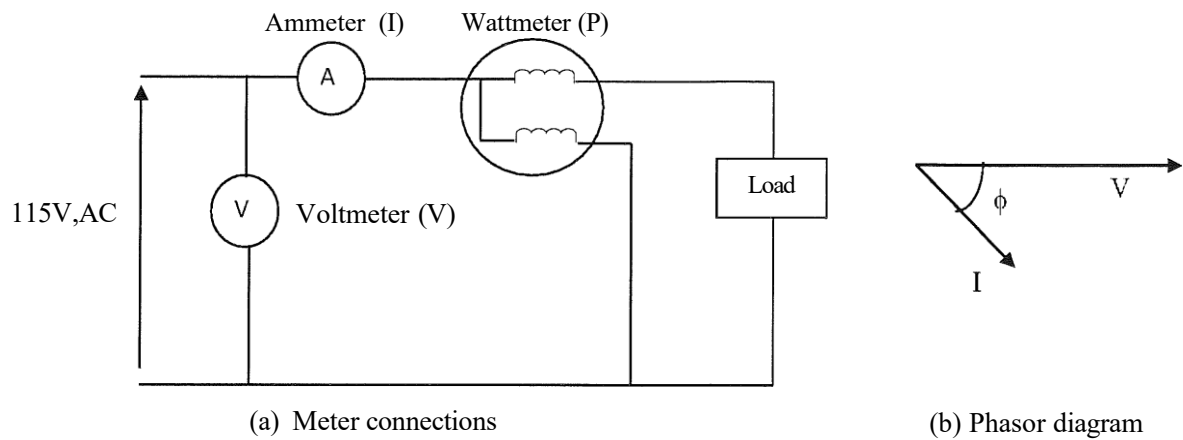 Ammeter (I) Wattmeter (P)
A
115V,AC
V
Voltmeter (V)
Load
V
ϕ
I
(a) Meter connections
(b) Phasor diagram